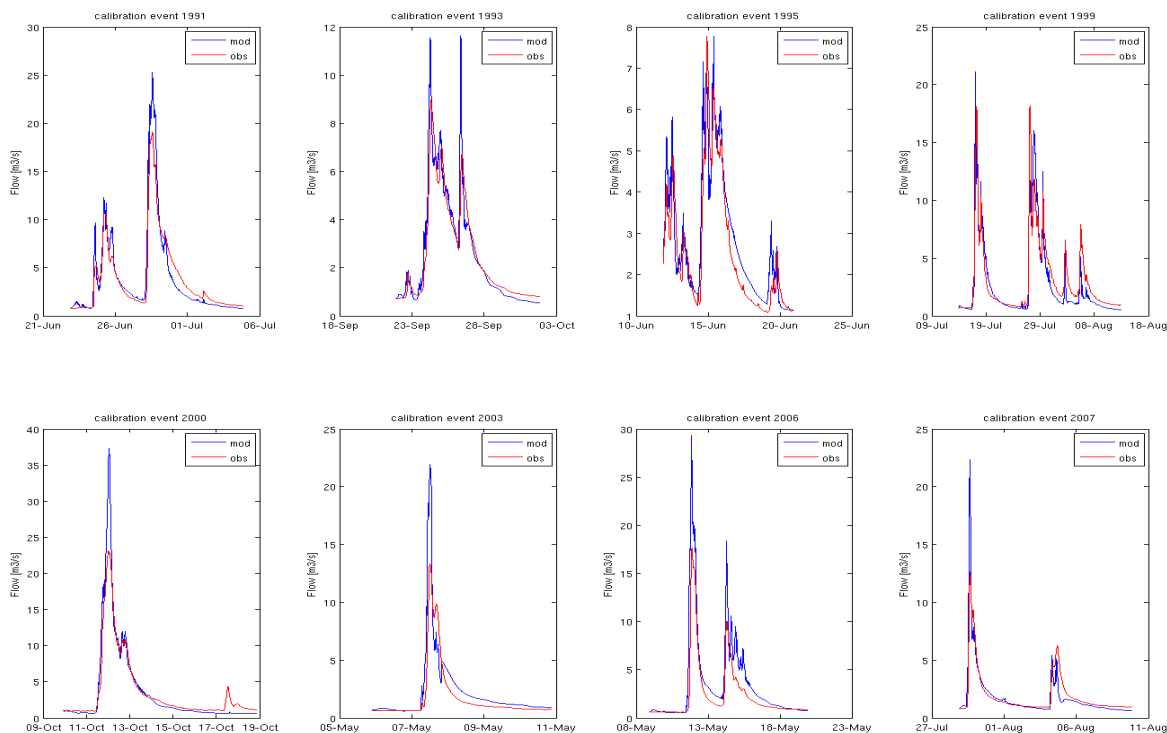 calibration event 1991
30
25
20
15
10
5
0
Flow [m3/s]
mod
obs
21-Jun 26-Jun 01-Jul 06-Jul
calibration event 1993
12
10
8
6
4
2
0
Flow [m3/s]
mod
obs
18-Sep 23-Sep 28-Sep 03-Oct
calibration event 1995
8
7
6
5
4
3
2
1
Flow [m3/s]
mod
obs
10-Jun 15-Jun 20-Jun 25-Jun
calibration event 1999
25
20
15
10
5
0
Flow [m3/s]
mod
obs
09-Jul 19-Jul 29-Jul 08-Aug 18-Aug
calibration event 2000
40
35
30
25
20
15
10
5
0
Flow [m3/s]
mod
obs
09-Oct 11-Oct 13-Oct 15-Oct 17-Oct 19-Oct
calibration event 2003
25
20
15
10
5
0
Flow [m3/s]
mod
obs
05-May 07-May 09-May 11-May
calibration event 2006
30
25
20
15
10
5
0
Flow [m3/s]
mod
obs
08-May 13-May 18-May 23-May
calibration event 2007
25
20
15
10
5
0
Flow [m3/s]
mod
obs
27-Jul 01-Aug 06-Aug 11-Aug